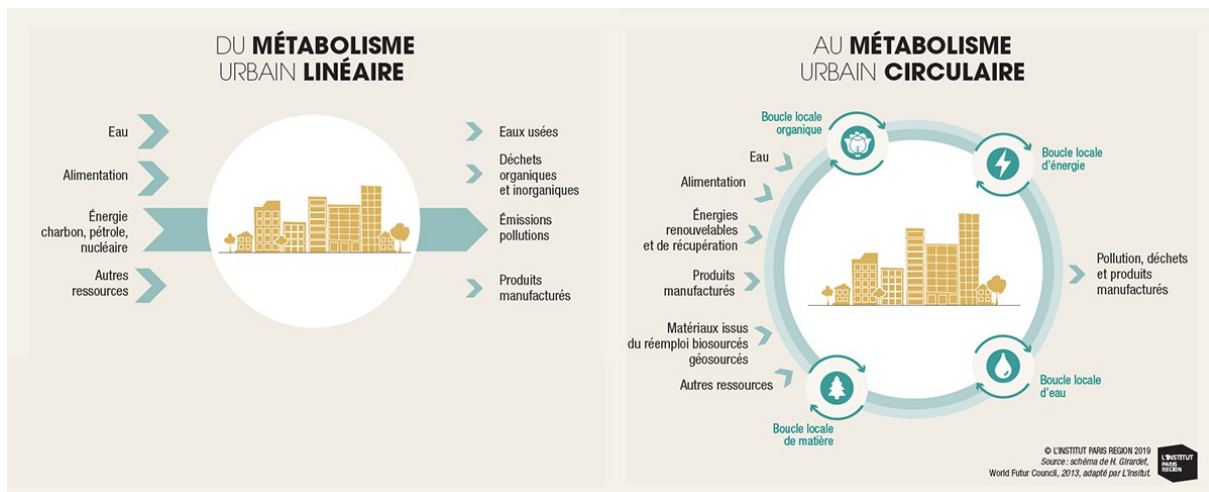 DU MÉTABOLISME
URBAIN LINÉAIRE
Eau
Alimentation
Énergie
charbon, pétrole,
nucléaire
Autres
ressources
Eaux usées
Déchets
organiques
et inorganiques
Émissions
pollutions
Produits
manufacturés
AU MÉTABOLISME
URBAIN CIRCULAIRE
Boucle locale
organique
Boucle locale
d'énergie
Eau
Alimentation
Énergies
renouvelables
et de récupération
Produits
manufacturés
Matériaux issus
du réemploi biosourcés
géosourcés
Autres ressources
Pollution, déchets
et produits
manufacturés
Boucle locale
d'eau
Boucle locale
de matière
© L'INSTITUT PARIS REGION 2019
Source : schéma de H. Girardet,
World Futur Council, 2013, adapté par L'Insitut.
L'INSTITUT
PARIS
REGION